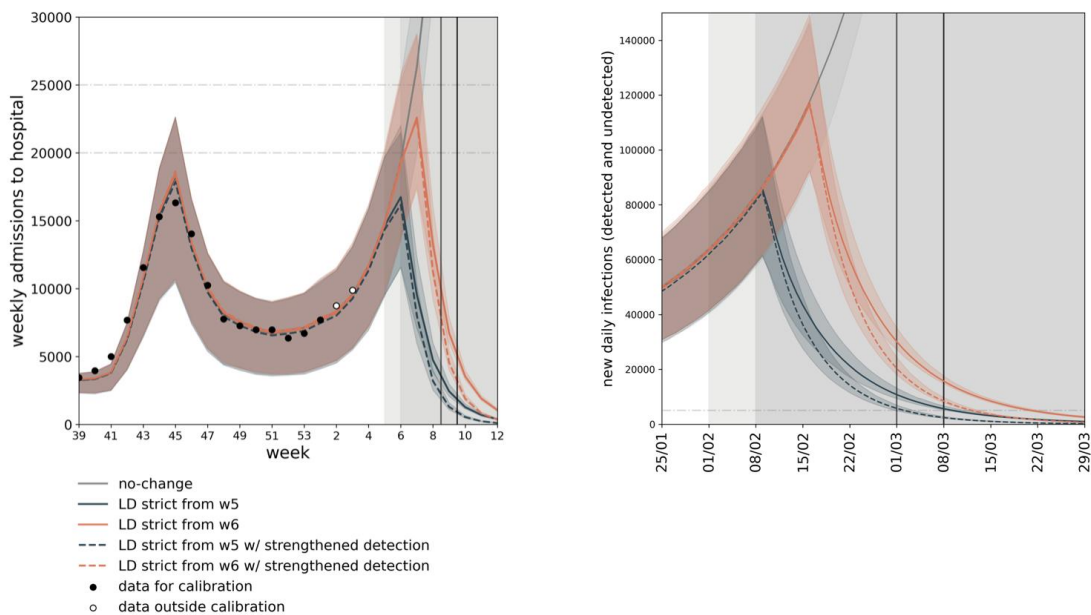 30000
25000
20000
15000
10000
5000
0
weekly admissions to hospital
39 41 43 45 47 49 51 53 2 4 6 8 10 12
week
no-change
LD strict from w5
LD strict from w6
LD strict from w5 w/ strengthened detection
LD strict from w6 w/ strengthened detection
data for calibration
data outside calibration
140000
120000
100000
80000
60000
40000
20000
0
new daily infections (detected and undetected)
25/01 01/02 08/02 15/02 22/02 01/03 08/03 15/03 22/03 29/03